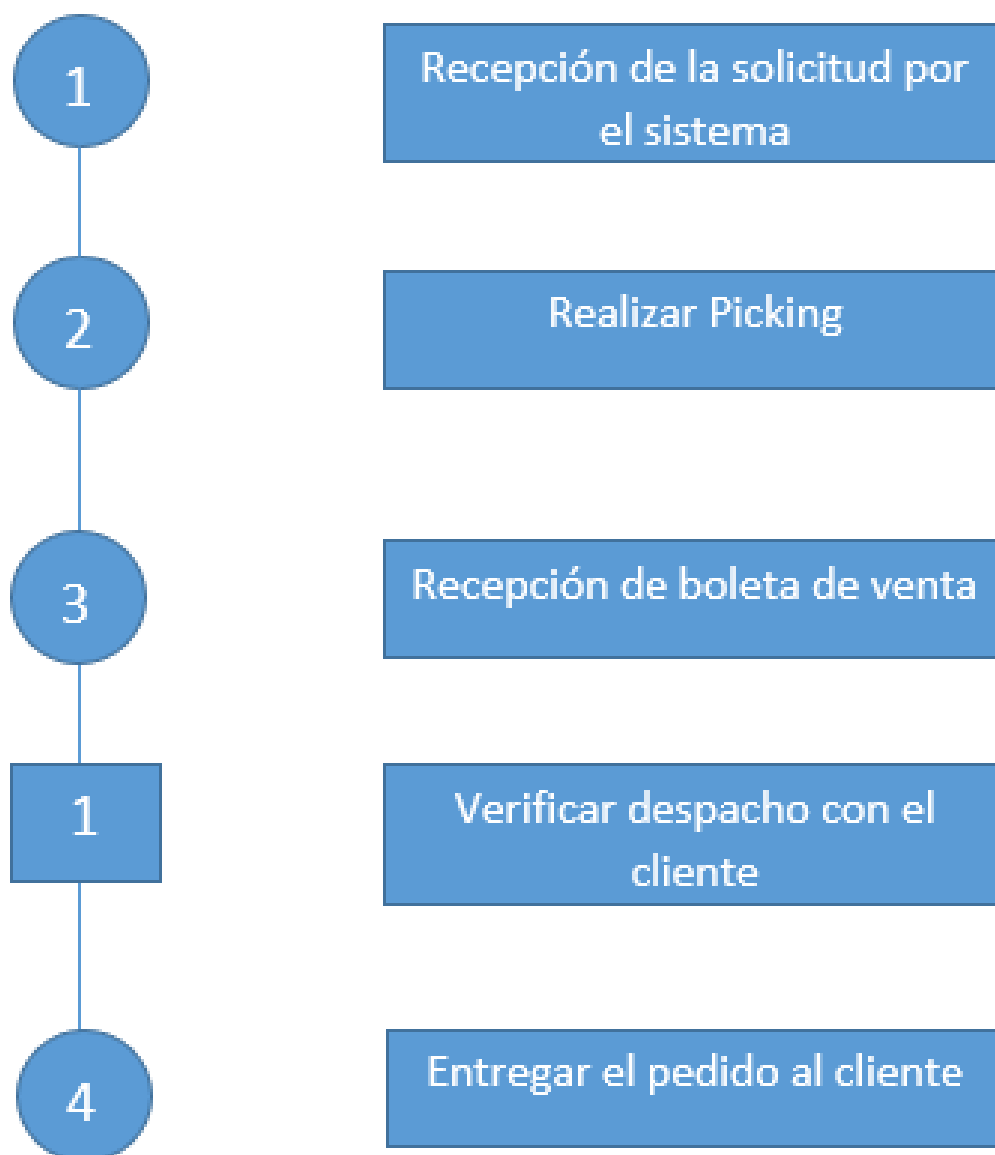 1
Recepción de la solicitud por
el sistema
2
Realizar Picking
3
Recepción de boleta de venta
1
Verificar despacho con el
cliente
4
Entregar el pedido al cliente